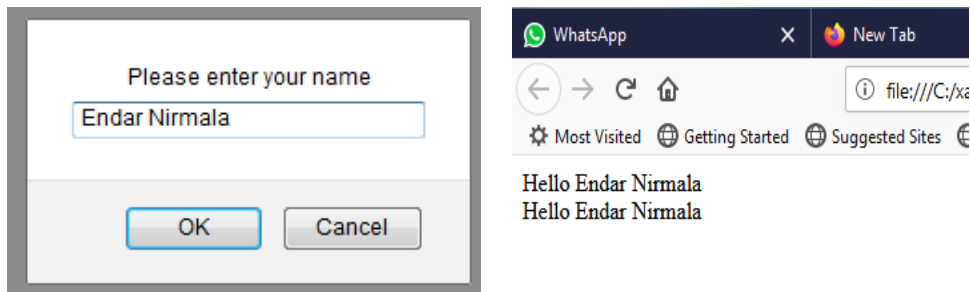 Please enter your name
Endar Nirmala
OK
Cancel
WhatsApp
New Tab
file:///C:/xa
Most Visited
Getting Started
Suggested Sites
Hello Endar Nirmala
Hello Endar Nirmala